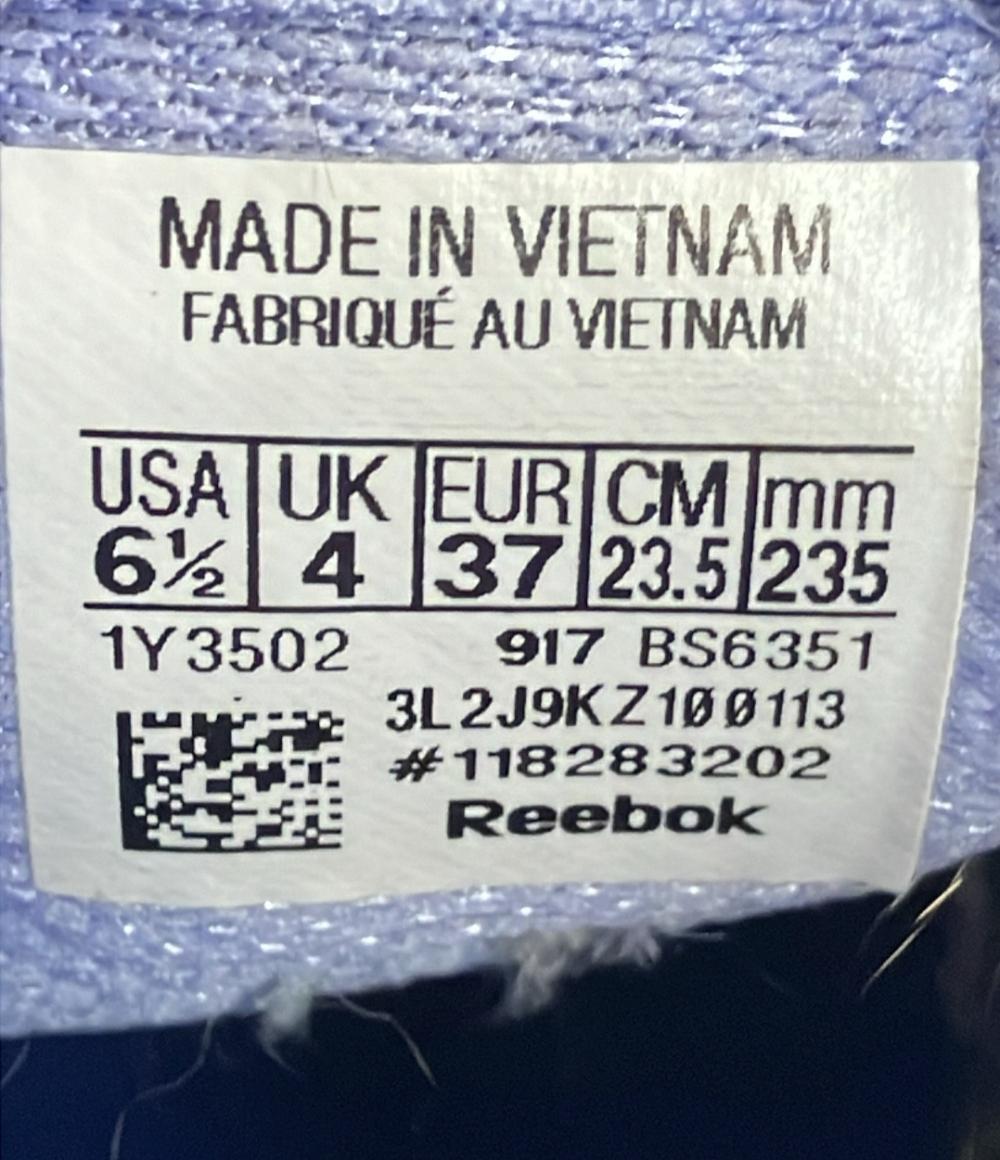 MADE IN VIETNAM
FABRIQUÉ AU VIETNAM
USA UK EUR CM mm
6½ 4 37 23.5 235
1Y3502 917 BS6351
3L2J9KZ100113
#118283202
Reebok